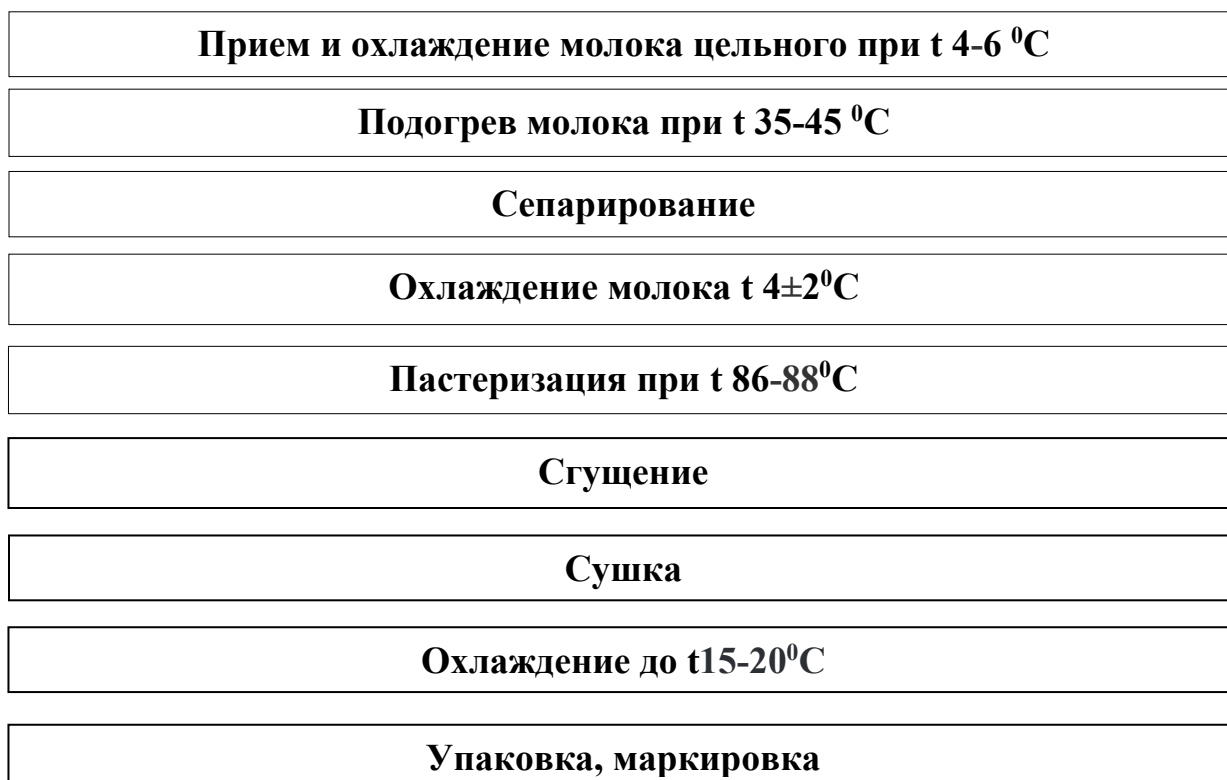 Прием и охлаждение молока цельного при t 4-6 ⁰С
Подогрев молока при t 35-45 ⁰С
Сепарирование
Охлаждение молока t 4±2⁰С
Пастеризация при t 86-88⁰С
Сгущение
Сушка
Охлаждение до t15-20⁰С
Упаковка, маркировка